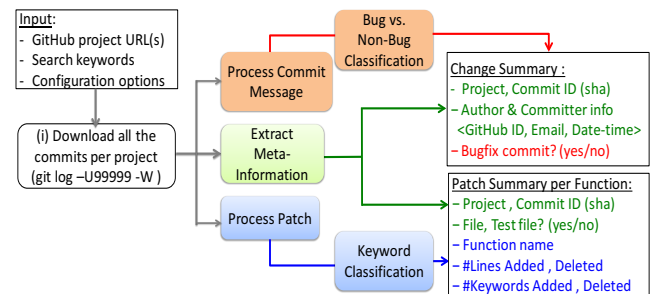 Input:
- GitHub project URL(s)
- Search keywords
- Configuration options
(i) Download all the
commits per project
(git log –U99999 -W )
Process Commit
Message
Bug vs.
Non-Bug
Classification
Extract
Meta-
Information
Process Patch
Keyword
Classification
Change Summary :
- Project, Commit ID (sha)
– Author & Committer info
<GitHub ID, Email, Date-time>
– Bugfix commit? (yes/no)
Patch Summary per Function:
– Project , Commit ID (sha)
– File, Test file? (yes/no)
– Function name
– #Lines Added , Deleted
– #Keywords Added , Deleted